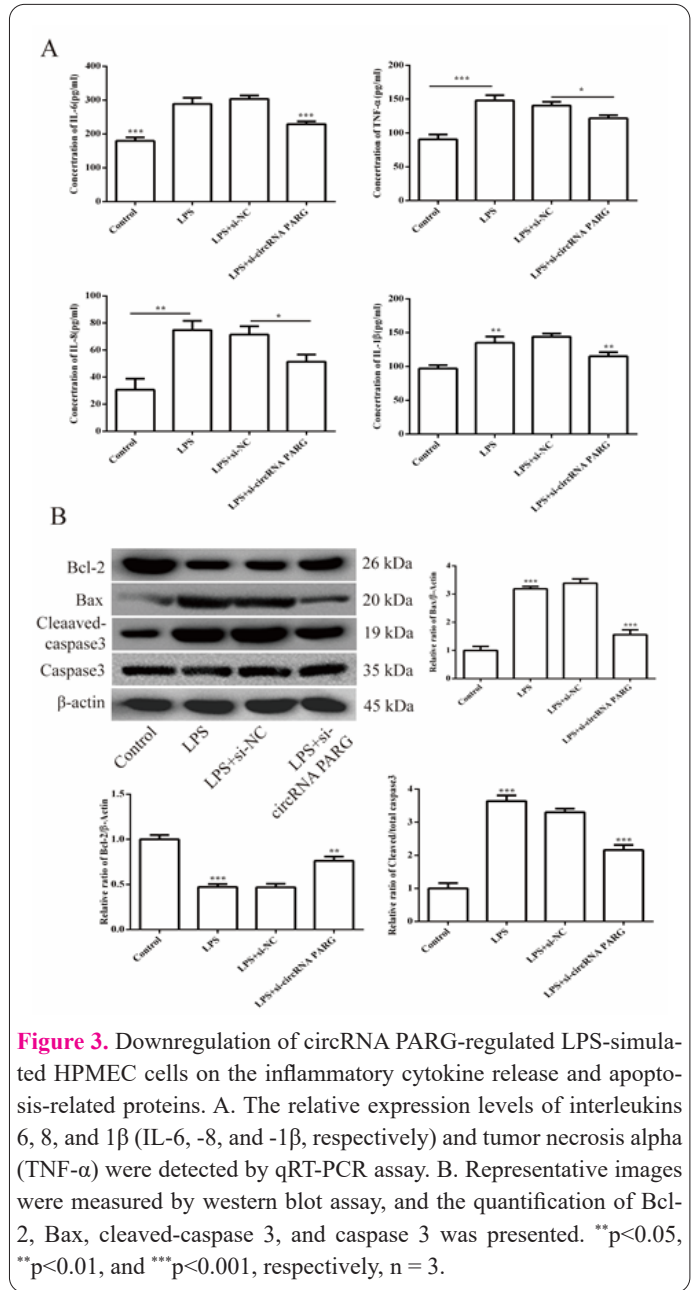 A
Concertration of IL-6(pg/ml)
400
300
200
100
0
***
***
Control
LPS
LPS+si-NC
LPS+si-circRNA PARG
Concertration of TNF-α(pg/ml)
200
150
100
50
0
***
*
Control
LPS
LPS+si-NC
LPS+si-circRNA PARG
Concertration of IL-8(pg/ml)
100
80
60
40
20
0
**
*
Control
LPS
LPS+si-NC
LPS+si-circRNA PARG
Concertration of IL-1β(pg/ml)
200
150
100
50
0
**
**
Control
LPS
LPS+si-NC
LPS+si-circRNA PARG
B
Bcl-2 26 kDa
Bax 20 kDa
Cleaaved-
caspase3 19 kDa
Caspase3 35 kDa
β-actin 45 kDa
Control
LPS
LPS+si-NC
LPS+si-
circRNA PARG
Relative ratio of Bax/β-Actin
4
3
2
1
0
***
***
Control
LPS
LPS+si-NC
LPS+si-circRNA PARG
Relative ratio of Bcl-2/β-Actin
1.5
1.0
0.5
0.0
***
**
Control
LPS
LPS+si-NC
LPS+si-circRNA PARG
Relative ratio of Cleaved/total caspase3
4
2
0
***
***
Control
LPS
LPS+si-NC
LPS+si-circRNA PARG
Figure 3. Downregulation of circRNA PARG-regulated LPS-simula-
ted HPMEC cells on the inflammatory cytokine release and apopto-
sis-related proteins. A. The relative expression levels of interleukins
6, 8, and 1β (IL-6, -8, and -1β, respectively) and tumor necrosis alpha
(TNF-α) were detected by qRT-PCR assay. B. Representative images
were measured by western blot assay, and the quantification of Bcl-
2, Bax, cleaved-caspase 3, and caspase 3 was presented. **p<0.05,
**p<0.01, and ***p<0.001, respectively, n = 3.